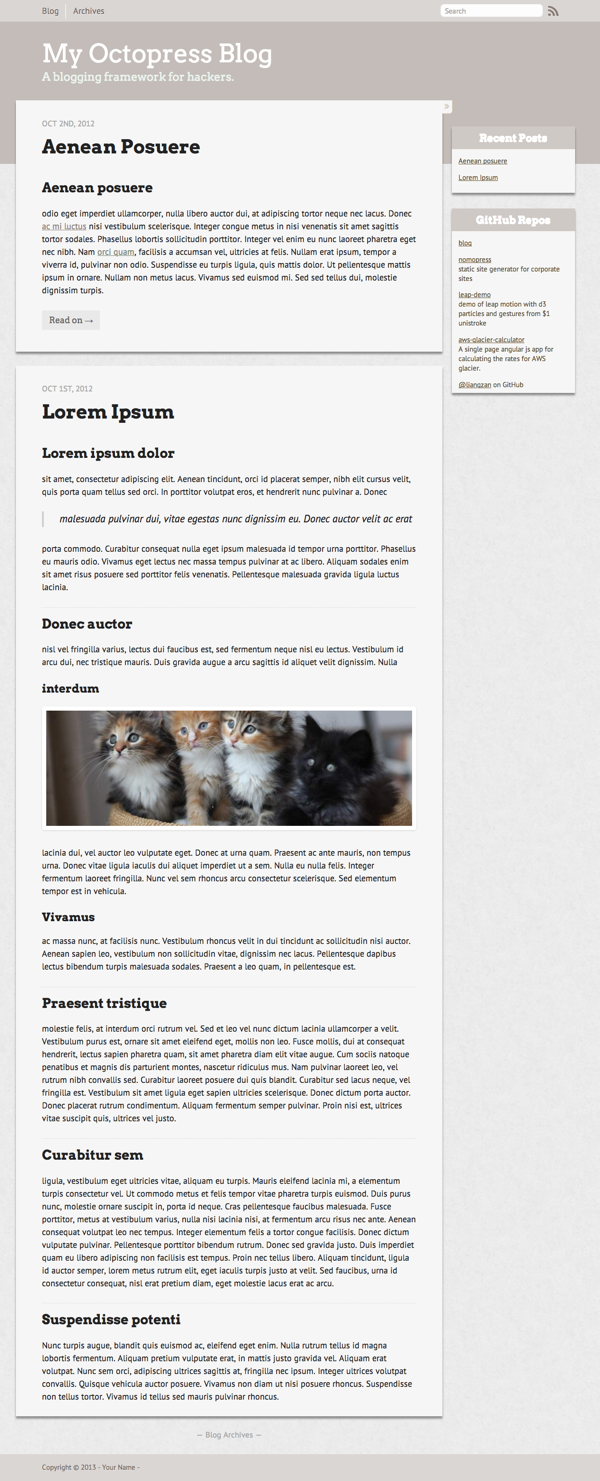 Blog Archives Search
My Octopress Blog
A blogging framework for hackers.
»
OCT 2ND, 2012
Aenean Posuere
Aenean posuere
odio eget imperdiet ullamcorper, nulla libero auctor dui, at adipiscing tortor neque nec lacus. Donec
ac mi luctus nisi vestibulum scelerisque. Integer congue metus in nisi venenatis sit amet sagittis
tortor sodales. Phasellus lobortis sollicitudin porttitor. Integer vel enim eu nunc laoreet pharetra eget
nec nibh. Nam orci quam, facilisis a accumsan vel, ultricies at felis. Nullam erat ipsum, tempor a
viverra id, pulvinar non odio. Suspendisse eu turpis ligula, quis mattis dolor. Ut pellentesque mattis
ipsum in ornare. Nullam non metus lacus. Vivamus sed euismod mi. Sed sed tellus dui, molestie
dignissim turpis.
Read on →
OCT 1ST, 2012
Lorem Ipsum
Lorem ipsum dolor
sit amet, consectetur adipiscing elit. Aenean tincidunt, orci id placerat semper, nibh elit cursus velit,
quis porta quam tellus sed orci. In porttitor volutpat eros, et hendrerit nunc pulvinar a. Donec
malesuada pulvinar dui, vitae egestas nunc dignissim eu. Donec auctor velit ac erat
porta commodo. Curabitur consequat nulla eget ipsum malesuada id tempor urna porttitor. Phasellus
eu mauris odio. Vivamus eget lectus nec massa tempus pulvinar at ac libero. Aliquam sodales enim
sit amet risus posuere sed porttitor felis venenatis. Pellentesque malesuada gravida ligula luctus
lacinia.
Donec auctor
nisl vel fringilla varius, lectus dui faucibus est, sed fermentum neque nisl eu lectus. Vestibulum id
arcu dui, nec tristique mauris. Duis gravida augue a arcu sagittis id aliquet velit dignissim. Nulla
interdum
lacinia dui, vel auctor leo vulputate eget. Donec at urna quam. Praesent ac ante mauris, non tempus
urna. Donec vitae ligula iaculis dui aliquet imperdiet ut a sem. Nulla eu nulla felis. Integer
fermentum laoreet fringilla. Nunc vel sem rhoncus arcu consectetur scelerisque. Sed elementum
tempor est in vehicula.
Vivamus
ac massa nunc, at facilisis nunc. Vestibulum rhoncus velit in dui tincidunt ac sollicitudin nisi auctor.
Aenean sapien leo, vestibulum non sollicitudin vitae, dignissim nec lacus. Pellentesque dapibus
lectus bibendum turpis malesuada sodales. Praesent a leo quam, in pellentesque est.
Praesent tristique
molestie felis, at interdum orci rutrum vel. Sed et leo vel nunc dictum lacinia ullamcorper a velit.
Vestibulum purus est, ornare sit amet eleifend eget, mollis non leo. Fusce mollis, dui at consequat
hendrerit, lectus sapien pharetra quam, sit amet pharetra diam elit vitae augue. Cum sociis natoque
penatibus et magnis dis parturient montes, nascetur ridiculus mus. Nam pulvinar laoreet leo, vel
rutrum nibh convallis sed. Curabitur laoreet posuere dui quis blandit. Curabitur sed lacus neque, vel
fringilla est. Vestibulum sit amet ligula eget sapien ultricies scelerisque. Donec dictum porta auctor.
Donec placerat rutrum condimentum. Aliquam fermentum semper pulvinar. Proin nisi est, ultrices
vitae suscipit quis, ultrices vel justo.
Curabitur sem
ligula, vestibulum eget ultricies vitae, aliquam eu turpis. Mauris eleifend lacinia mi, a elementum
turpis consectetur vel. Ut commodo metus et felis tempor vitae pharetra turpis euismod. Duis purus
nunc, molestie ornare suscipit in, porta id neque. Cras pellentesque faucibus malesuada. Fusce
porttitor, metus at vestibulum varius, nulla nisi lacinia nisi, at fermentum arcu risus nec ante. Aenean
consequat volutpat leo nec tempus. Integer elementum felis a tortor congue facilisis. Donec dictum
vulputate pulvinar. Pellentesque porttitor bibendum rutrum. Donec sed gravida justo. Duis imperdiet
quam eu libero adipiscing non facilisis est tempus. Proin nec tellus libero. Aliquam tincidunt, ligula
id auctor semper, lorem metus rutrum elit, eget iaculis turpis justo at velit. Sed faucibus, urna id
consectetur consequat, nisl erat pretium diam, eget molestie lacus erat ac arcu.
Suspendisse potenti
Nunc turpis augue, blandit quis euismod ac, eleifend eget enim. Nulla rutrum tellus id magna
lobortis fermentum. Aliquam pretium vulputate erat, in mattis justo gravida vel. Aliquam erat
volutpat. Nunc sem orci, adipiscing ultrices sagittis at, fringilla nec ipsum. Integer ultrices volutpat
convallis. Quisque vehicula auctor posuere. Vivamus non diam ut nisi posuere rhoncus. Suspendisse
non tellus tortor. Vivamus id tellus sed mauris pulvinar rhoncus.
— Blog Archives —
Recent Posts
Aenean posuere
Lorem Ipsum
GitHub Repos
blog
nomopress
static site generator for corporate
sites
leap-demo
demo of leap motion with d3
particles and gestures from $1
unistroke
aws-glacier-calculator
A single page angular js app for
calculating the rates for AWS
glacier.
@liangzan on GitHub
Copyright © 2013 - Your Name -